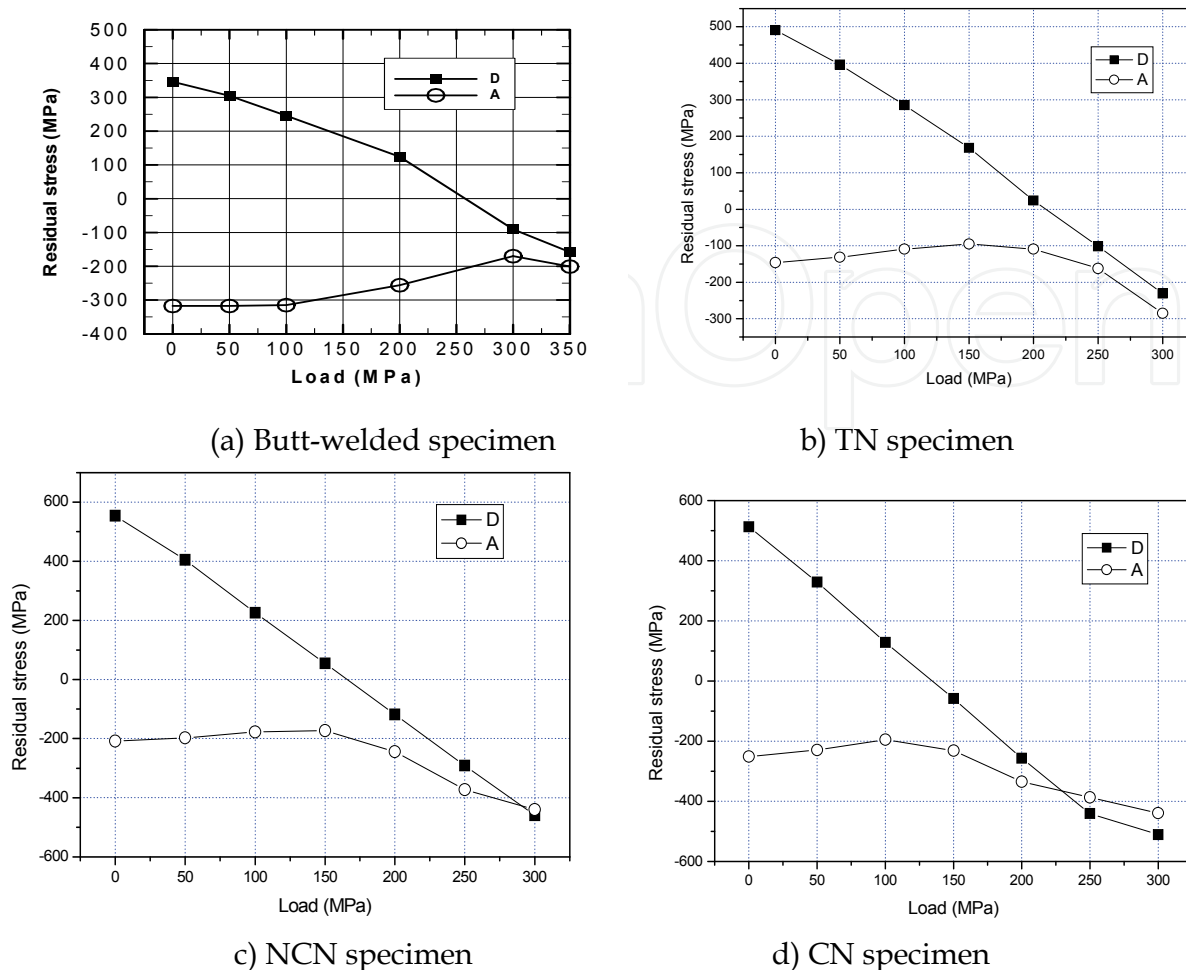 500
400
300
200
100
0
-100
-200
-300
-400
0 50 100 150 200 250 300 350
Residual stress (MPa)
Load (MPa)
D
A
(a) Butt-welded specimen
500
400
300
200
100
0
-100
-200
-300
0 50 100 150 200 250 300
Residual stress (MPa)
Load (MPa)
D
A
b) TN specimen
600
400
200
0
-200
-400
-600
0 50 100 150 200 250 300
Residual stress (MPa)
Load (MPa)
D
A
c) NCN specimen
600
400
200
0
-200
-400
-600
0 50 100 150 200 250 300
Residual stress (MPa)
Load (MPa)
D
A
d) CN specimen